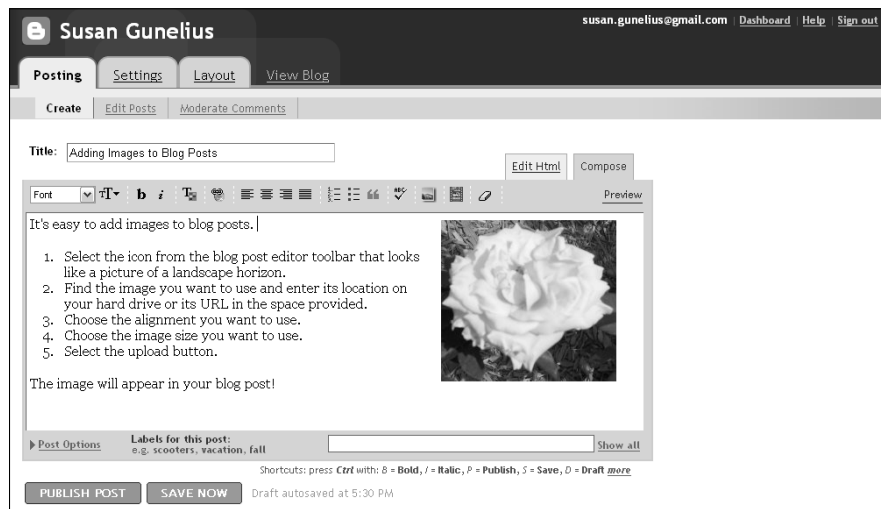 susan.gunelius@gmail.com | Dashboard | Help | Sign out
Susan Gunelius
Posting Settings Layout View Blog
Create Edit Posts Moderate Comments
Title: Adding Images to Blog Posts
Edit Html Compose
Font T b i T ABC Preview
It's easy to add images to blog posts.
1. Select the icon from the blog post editor toolbar that looks
like a picture of a landscape horizon.
2. Find the image you want to use and enter its location on
your hard drive or its URL in the space provided.
3. Choose the alignment you want to use.
4. Choose the image size you want to use.
5. Select the upload button.
The image will appear in your blog post!
Post Options Labels for this post: Show all
e.g. scooters, vacation, fall
Shortcuts: press Ctrl with: B = Bold, I = Italic, P = Publish, S = Save, D = Draft more
PUBLISH POST SAVE NOW Draft autosaved at 5:30 PM